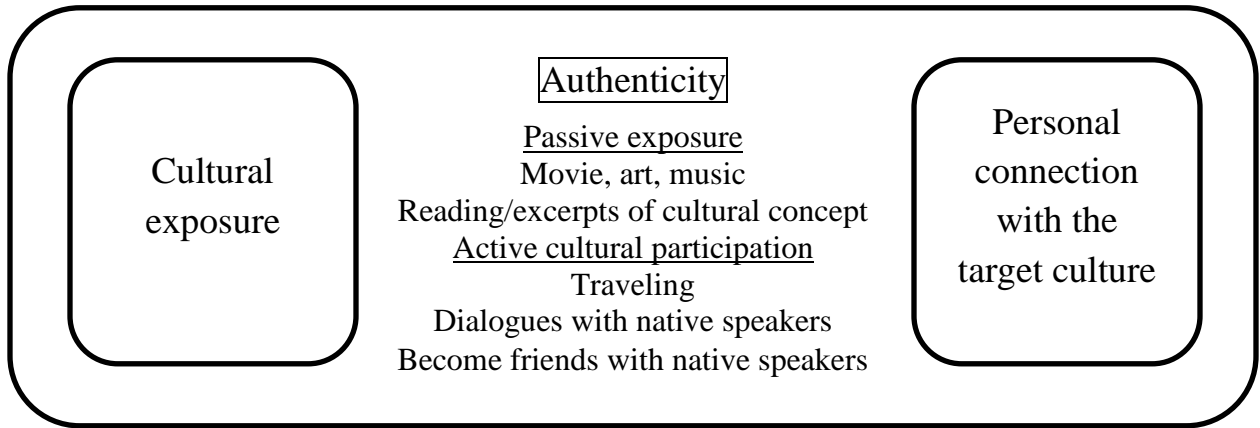 Cultural
exposure
Authenticity
Passive exposure
Movie, art, music
Reading/excerpts of cultural concept
Active cultural participation
Traveling
Dialogues with native speakers
Become friends with native speakers
Personal
connection
with the
target culture